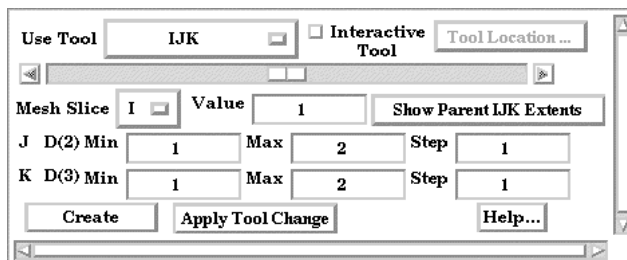 Use Tool IJK Interactive Tool Tool Location ...
Mesh Slice I Value 1 Show Parent IJK Extents
J D(2) Min 1 Max 2 Step 1
K D(3) Min 1 Max 2 Step 1
Create Apply Tool Change Help...